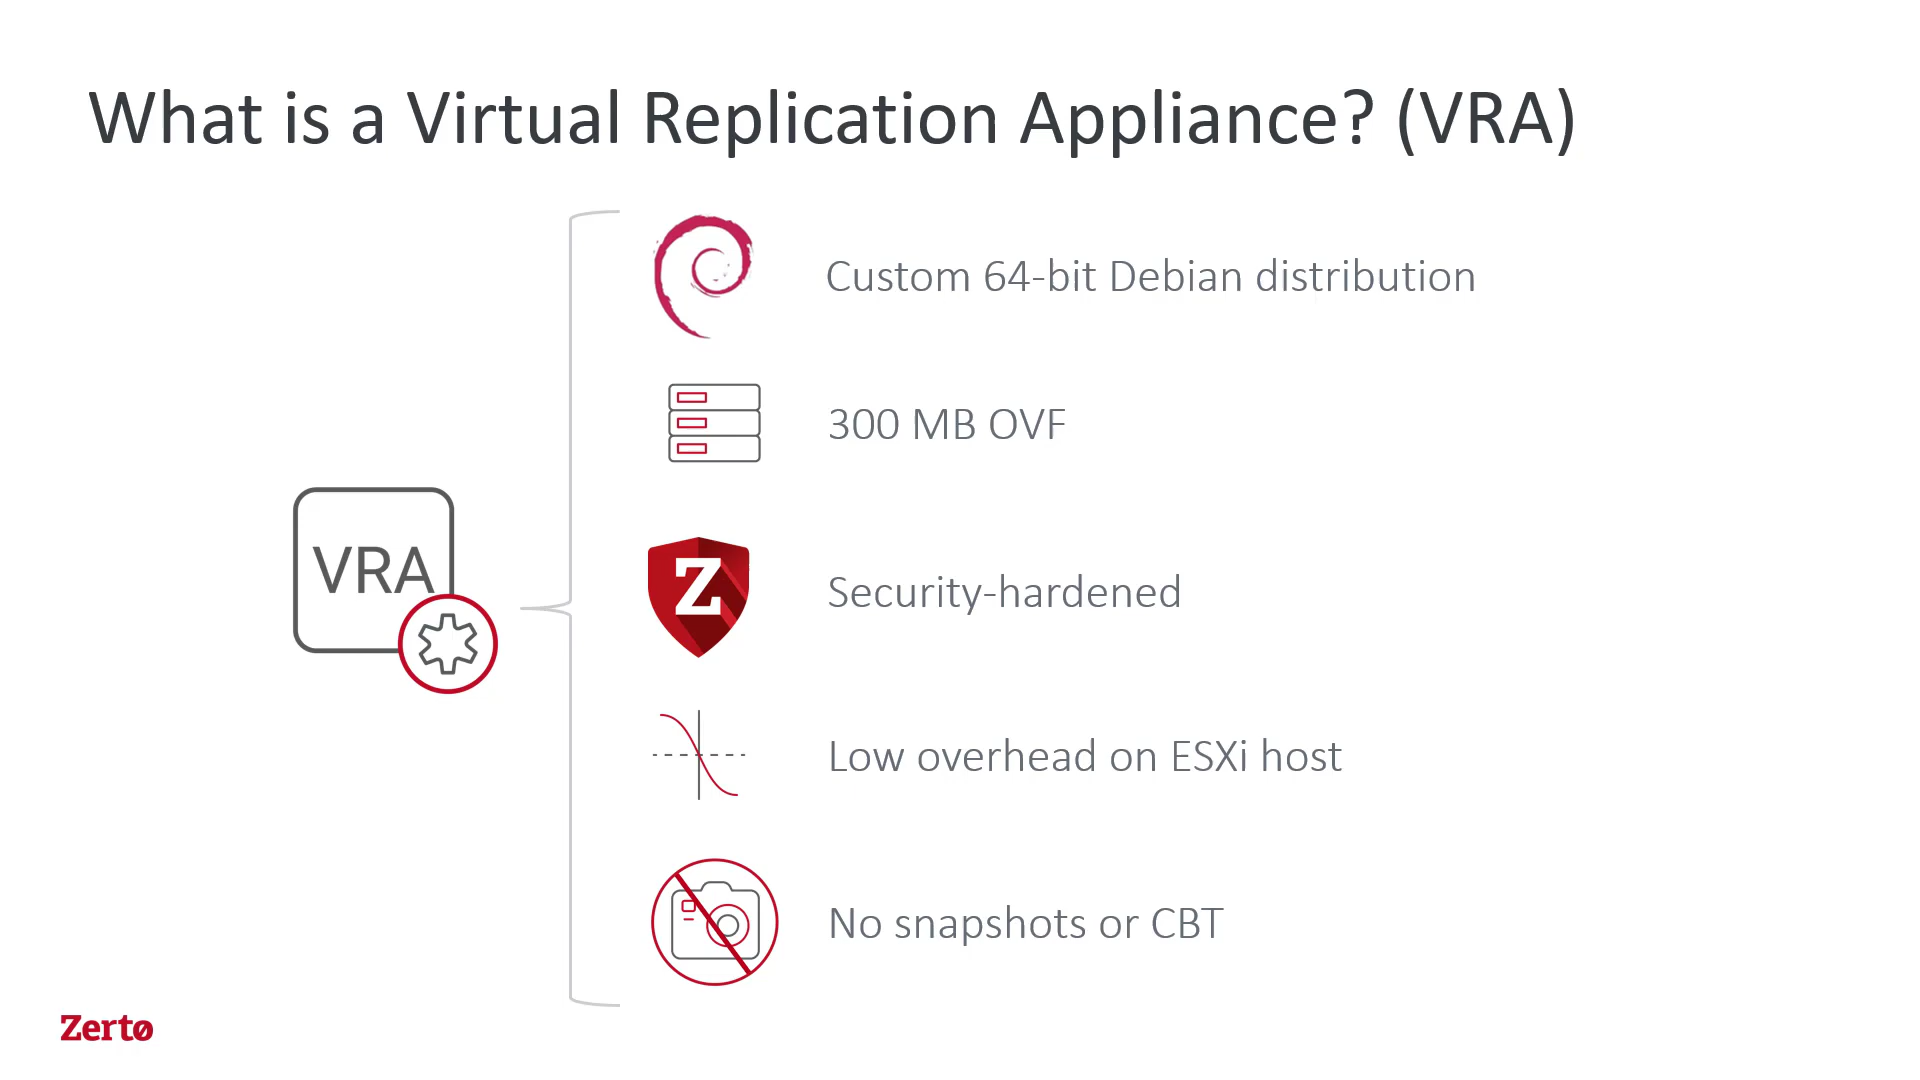 What is a Virtual Replication Appliance? (VRA)
Custom 64-bit Debian distribution
300 MB OVF
VRA
Z
Security-hardened
Low overhead on ESXi host
No snapshots or CBT
Zerto